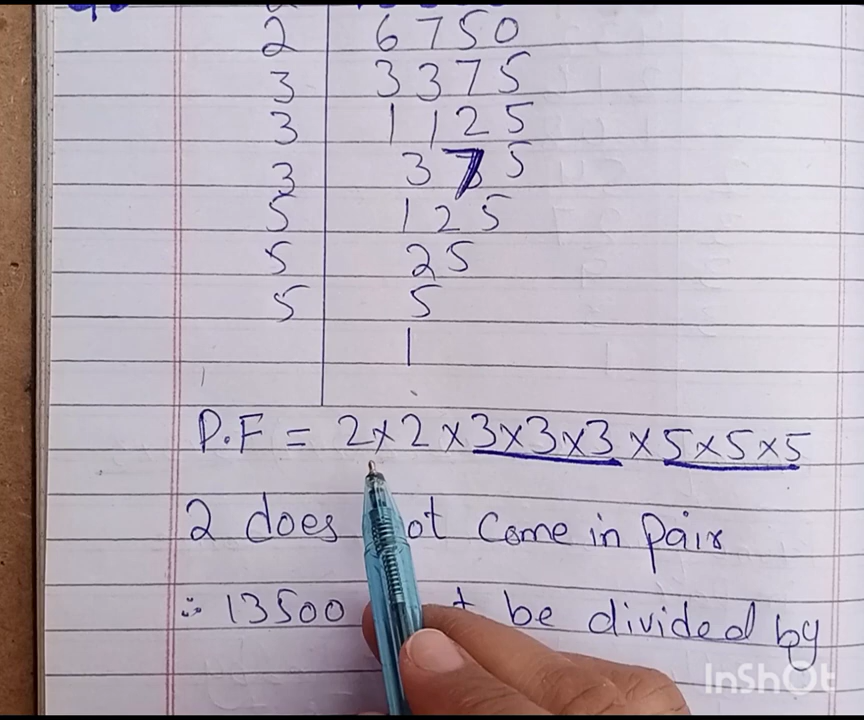 2 6750
3 3375
3 1125
3 375
5 125
5 25
5 5
1
P.F = 2×2×3×3×3×5×5×5
2 does not come in pair
∴ 13500 be divided by
InShOt